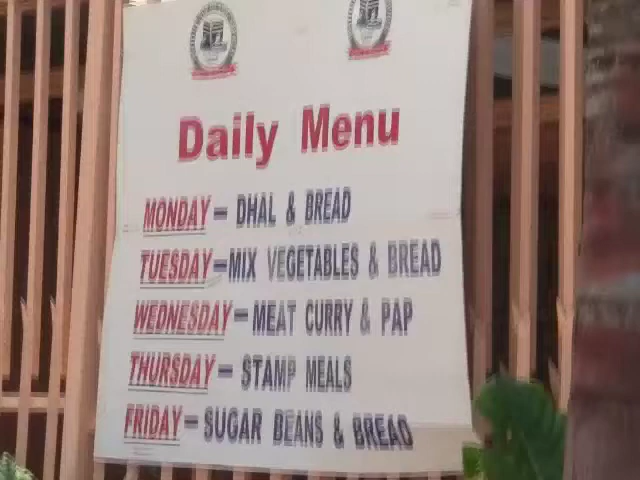 Daily Menu
MONDAY - DHAL & BREAD
TUESDAY - MIX VEGETABLES & BREAD
WEDNESDAY - MEAT CURRY & PAP
THURSDAY - STAMP MEALS
FRIDAY - SUGAR BEANS & BREAD